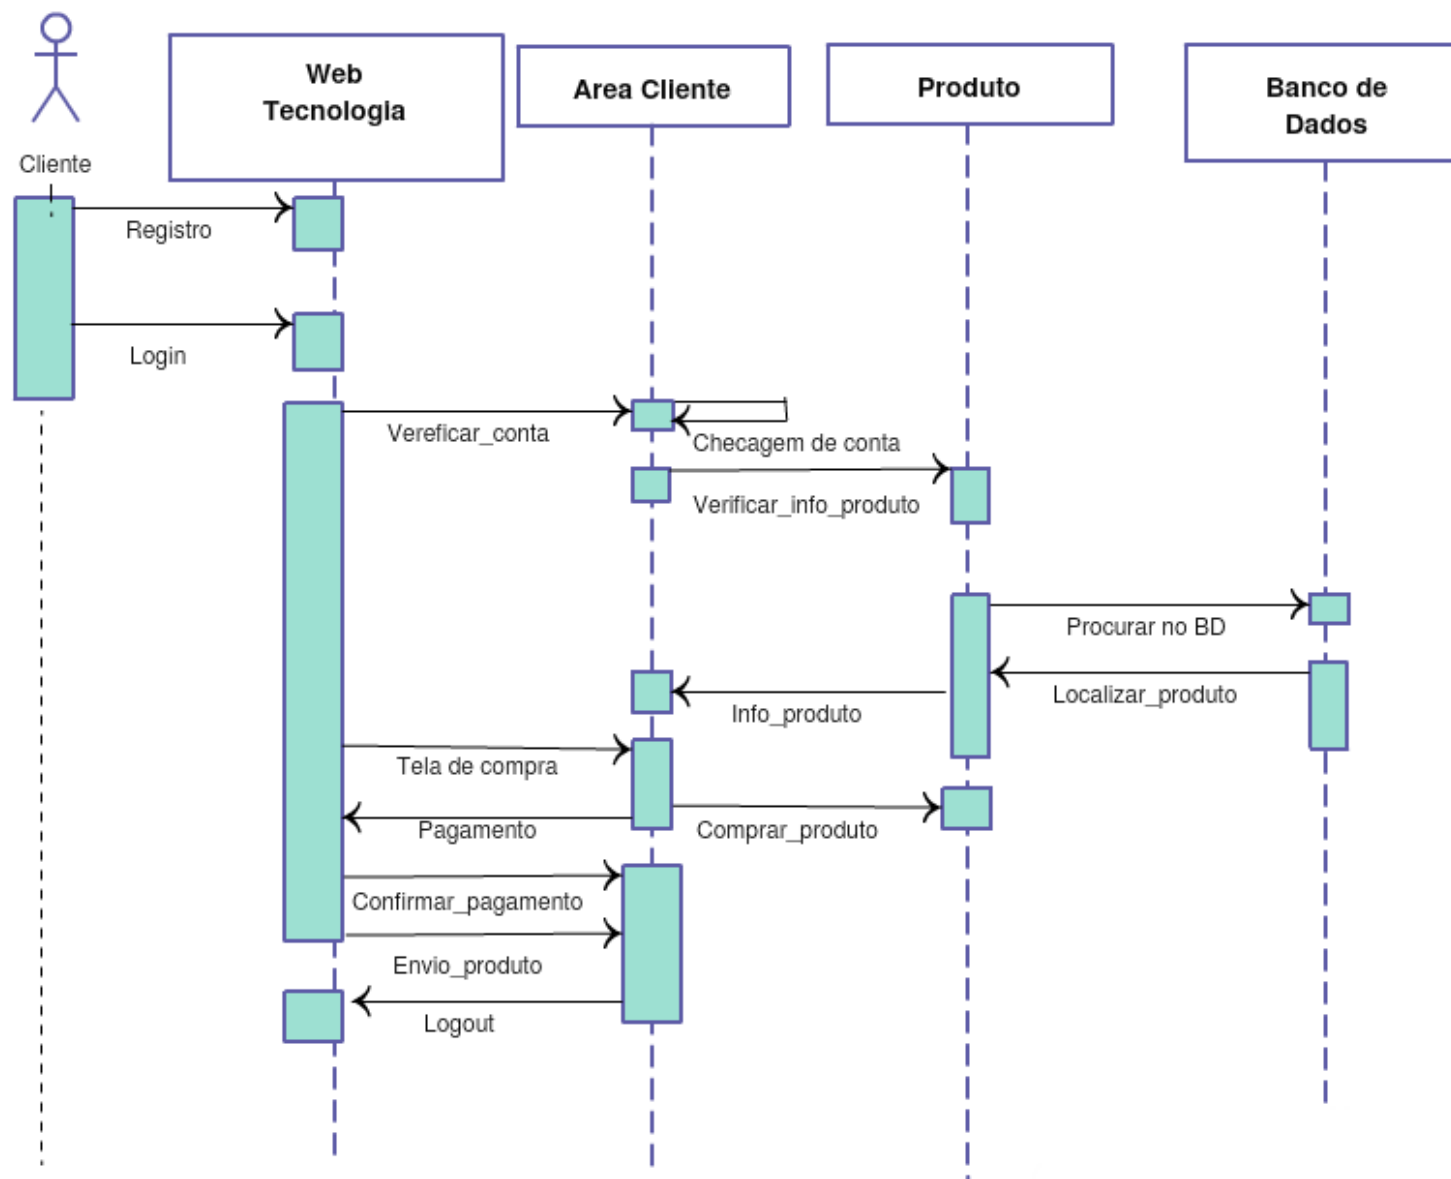 Cliente
Web
Tecnologia
Area Cliente
Produto
Banco de
Dados
Registro
Login
Vereficar_conta
Checagem de conta
Verificar_info_produto
Procurar no BD
Localizar_produto
Info_produto
Tela de compra
Pagamento
Comprar_produto
Confirmar_pagamento
Envio_produto
Logout